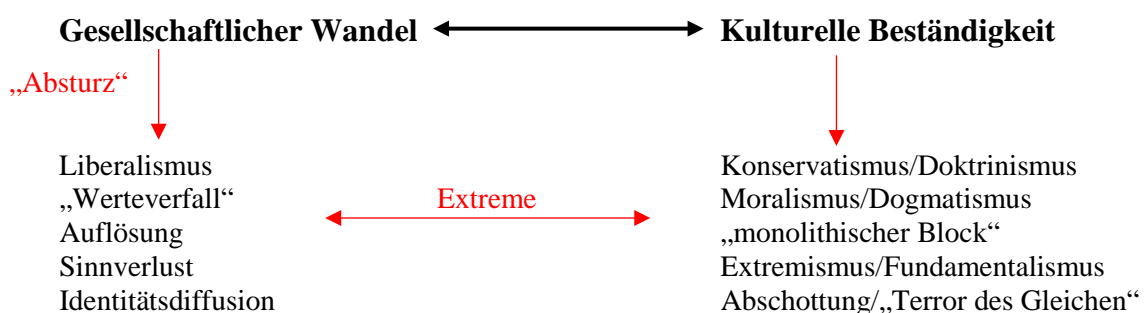 Gesellschaftlicher Wandel Kulturelle Beständigkeit
„Absturz“
Liberalismus Konservatismus/Doktrinismus
„Werteverfall“ Extreme Moralismus/Dogmatismus
Auflösung „monolithischer Block“
Sinnverlust Extremismus/Fundamentalismus
Identitätsdiffusion Abschottung/„Terror des Gleichen“